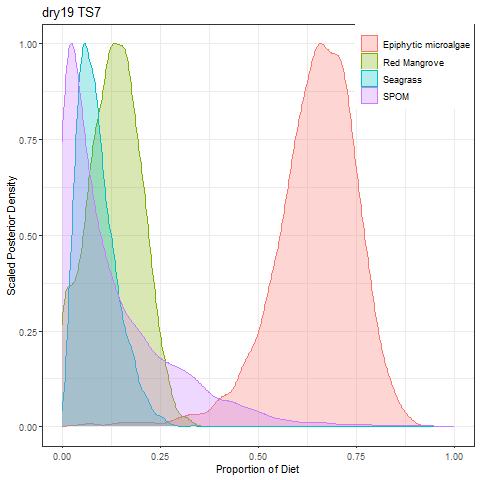 dry19 TS7
Epiphytic microalgae
Red Mangrove
Seagrass
SPOM
1.00
0.75
0.50
0.25
0.00
Scaled Posterior Density
0.00 0.25 0.50 0.75 1.00
Proportion of Diet